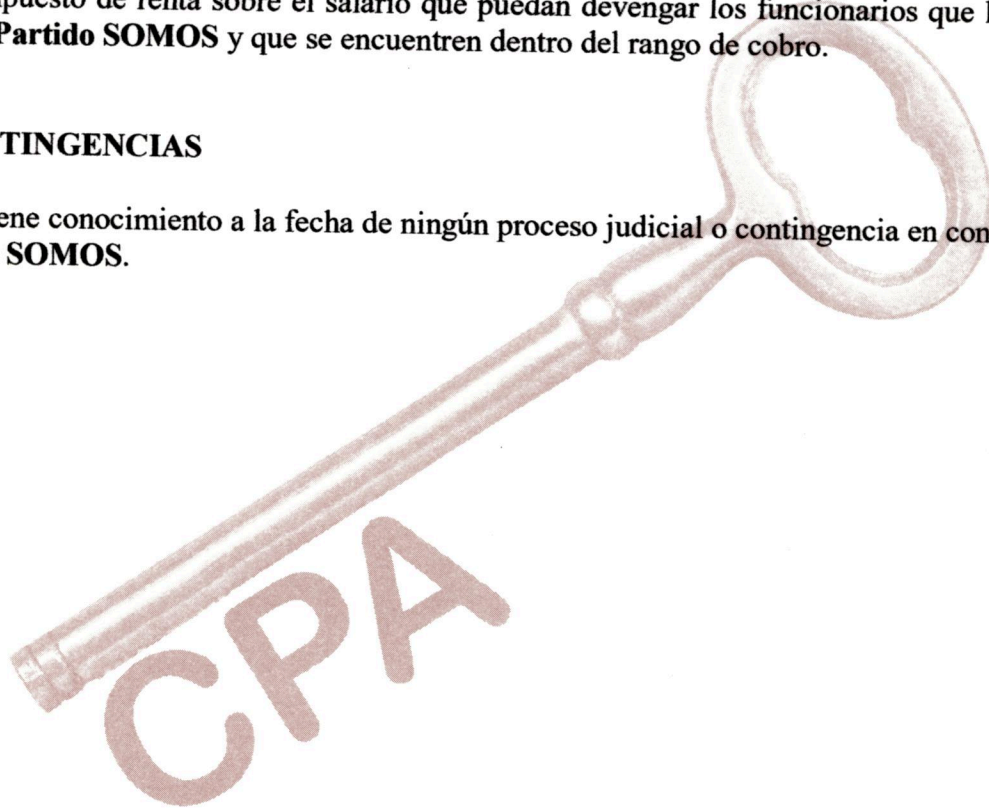 puesto de renta sobre el salario que puedan devengar los funcionarios que
Partido SOMOS y que se encuentren dentro del rango de cobro.
TINGENCIAS
ene conocimiento a la fecha de ningún proceso judicial o contingencia en con
SOMOS.
CPA